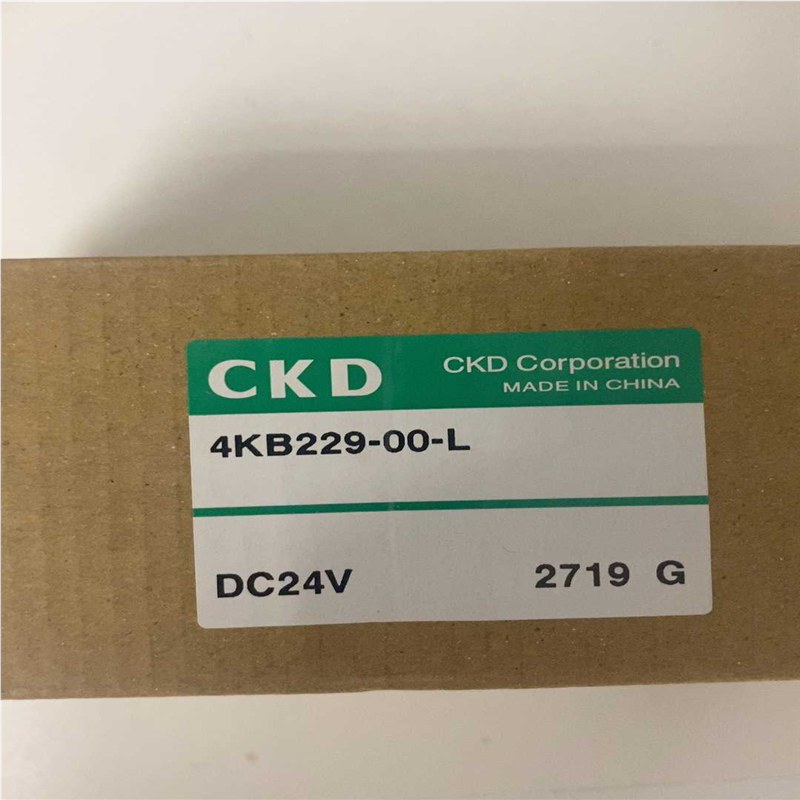 CKD CKD Corporation
MADE IN CHINA
4KB229-00-L
DC24V 2719 G